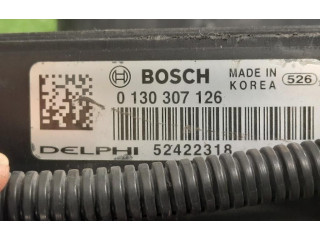 BOSCH
MADE IN
KOREA
526
0 130 307 126
DELPHI 52422318